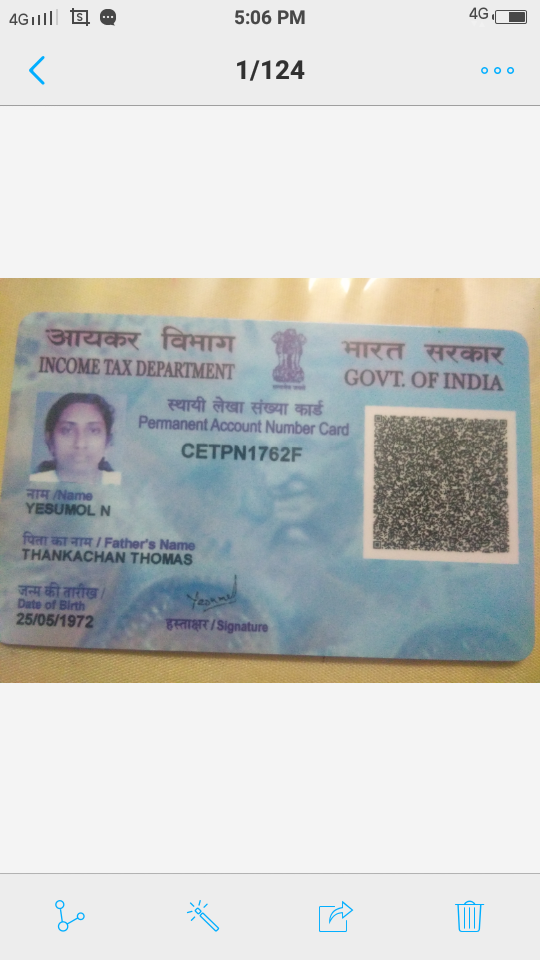 4G
5:06 PM
4G
1/124
आयकर विभाग
INCOME TAX DEPARTMENT
भारत सरकार
GOVT. OF INDIA
स्थायी लेखा संख्या कार्ड
Permanent Account Number Card
CETPN1762F
नाम /Name
YESUMOL N
पिता का नाम / Father's Name
THANKACHAN THOMAS
जन्म की तारीख /
Date of Birth
25/05/1972
हस्ताक्षर / Signature